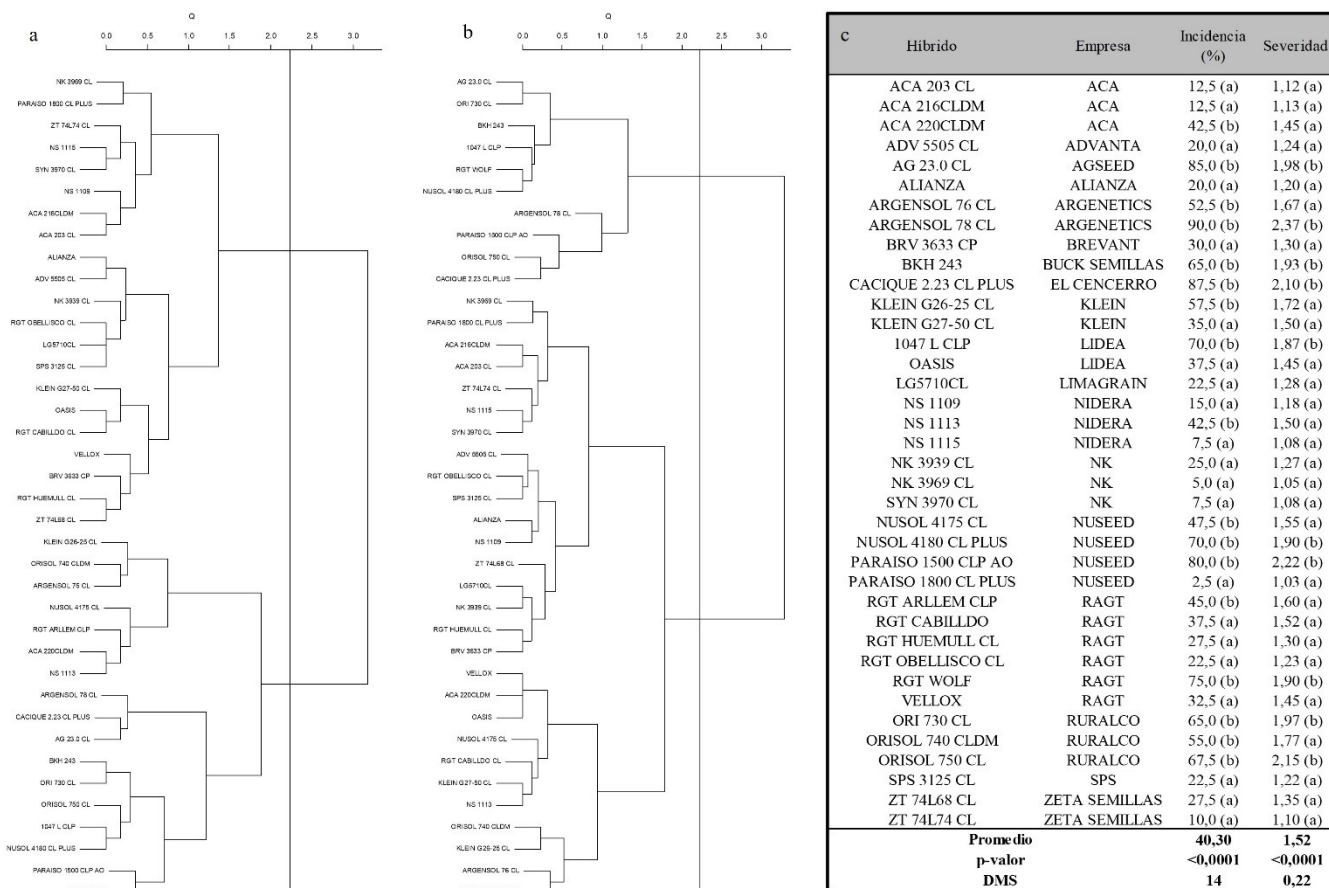 Q
a
0.0 0.5 1.0 1.5 2.0 2.5 3.0
NK 3969 CL
PARAISO 1800 CL PLUS
ZT 74L74 CL
NS 1115
SYN 3970 CL
NS 1109
ACA 216CLDM
ACA 203 CL
ALIANZA
ADV 5505 CL
NK 3939 CL
RGT OBELLISCO CL
LG5710CL
SPS 3125 CL
KLEIN G27-50 CL
OASIS
RGT CABILLDO CL
VELLOX
BRV 3633 CP
RGT HUEMULL CL
ZT 74L68 CL
KLEIN G26-25 CL
ORISOL 740 CLDM
ARGENSOL 76 CL
NUSOL 4175 CL
RGT ARLLEM CLP
ACA 220CLDM
NS 1113
ARGENSOL 78 CL
CACIQUE 2.23 CL PLUS
AG 23.0 CL
BKH 243
ORI 730 CL
ORISOL 750 CL
1047 L CLP
NUSOL 4180 CL PLUS
PARAISO 1500 CLP AO
Q
b
0.0 0.5 1.0 1.5 2.0 2.5 3.0
AG 23.0 CL
ORI 730 CL
BKH 243
1047 L CLP
RGT WOLF
NUSOL 4180 CL PLUS
ARGENSOL 78 CL
PARAISO 1500 CLP AO
ORISOL 750 CL
CACIQUE 2.23 CL PLUS
NK 3969 CL
PARAISO 1800 CL PLUS
ACA 216CLDM
ACA 203 CL
ZT 74L74 CL
NS 1115
SYN 3970 CL
ADV 5505 CL
RGT OBELLISCO CL
SPS 3125 CL
ALIANZA
NS 1109
ZT 74L68 CL
LG5710CL
NK 3939 CL
RGT HUEMULL CL
BRV 3633 CP
VELLOX
ACA 220CLDM
OASIS
NUSOL 4175 CL
RGT CABILLDO CL
KLEIN G27-50 CL
NS 1113
ORISOL 740 CLDM
KLEIN G26-25 CL
ARGENSOL 76 CL
c Híbrido Empresa Incidencia (%) Severidad
ACA 203 CL ACA 12,5 (a) 1,12 (a)
ACA 216CLDM ACA 12,5 (a) 1,13 (a)
ACA 220CLDM ACA 42,5 (b) 1,45 (a)
ADV 5505 CL ADVANTA 20,0 (a) 1,24 (a)
AG 23.0 CL AGSEED 85,0 (b) 1,98 (b)
ALIANZA ALIANZA 20,0 (a) 1,20 (a)
ARGENSOL 76 CL ARGENETICS 52,5 (b) 1,67 (a)
ARGENSOL 78 CL ARGENETICS 90,0 (b) 2,37 (b)
BRV 3633 CP BREVANT 30,0 (a) 1,30 (a)
BKH 243 BUCK SEMILLAS 65,0 (b) 1,93 (b)
CACIQUE 2.23 CL PLUS EL CENCERRO 87,5 (b) 2,10 (b)
KLEIN G26-25 CL KLEIN 57,5 (b) 1,72 (a)
KLEIN G27-50 CL KLEIN 35,0 (a) 1,50 (a)
1047 L CLP LIDEA 70,0 (b) 1,87 (b)
OASIS LIDEA 37,5 (a) 1,45 (a)
LG5710CL LIMAGRAIN 22,5 (a) 1,28 (a)
NS 1109 NIDERA 15,0 (a) 1,18 (a)
NS 1113 NIDERA 42,5 (b) 1,50 (a)
NS 1115 NIDERA 7,5 (a) 1,08 (a)
NK 3939 CL NK 25,0 (a) 1,27 (a)
NK 3969 CL NK 5,0 (a) 1,05 (a)
SYN 3970 CL NK 7,5 (a) 1,08 (a)
NUSOL 4175 CL NUSEED 47,5 (b) 1,55 (a)
NUSOL 4180 CL PLUS NUSEED 70,0 (b) 1,90 (b)
PARAISO 1500 CLP AO NUSEED 80,0 (b) 2,22 (b)
PARAISO 1800 CL PLUS NUSEED 2,5 (a) 1,03 (a)
RGT ARLLEM CLP RAGT 45,0 (b) 1,60 (a)
RGT CABILLDO RAGT 37,5 (a) 1,52 (a)
RGT HUEMULL CL RAGT 27,5 (a) 1,30 (a)
RGT OBELLISCO CL RAGT 22,5 (a) 1,23 (a)
RGT WOLF RAGT 75,0 (b) 1,90 (b)
VELLOX RAGT 32,5 (a) 1,45 (a)
ORI 730 CL RURALCO 65,0 (b) 1,97 (b)
ORISOL 740 CLDM RURALCO 55,0 (b) 1,77 (a)
ORISOL 750 CL RURALCO 67,5 (b) 2,15 (b)
SPS 3125 CL SPS 22,5 (a) 1,22 (a)
ZT 74L68 CL ZETA SEMILLAS 27,5 (a) 1,35 (a)
ZT 74L74 CL ZETA SEMILLAS 10,0 (a) 1,10 (a)
Promedio 40,30 1,52
p-valor <0,0001 <0,0001
DMS 14 0,22